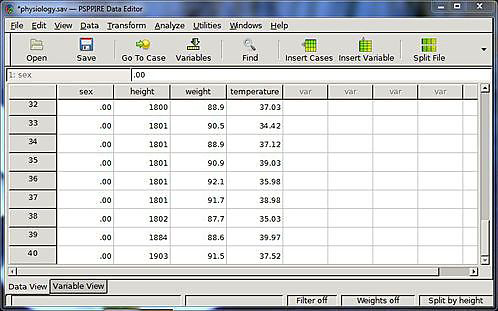 *physiology.sav — PSPPIRE Data Editor
File Edit View Data Transform Analyze Utilities Windows Help
Open Save Go To Case Variables Find Insert Cases Insert Variable Split File
1: sex .00
sex height weight temperature var var var var
32 .00 1800 88.9 37.03
33 .00 1801 90.5 34.42
34 .00 1801 88.9 37.12
35 .00 1801 90.9 39.03
36 .00 1801 92.1 35.98
37 .00 1801 91.7 38.98
38 .00 1802 87.7 35.03
39 .00 1884 88.6 39.97
40 .00 1903 91.5 37.52
Data View Variable View
Filter off Weights off Split by height